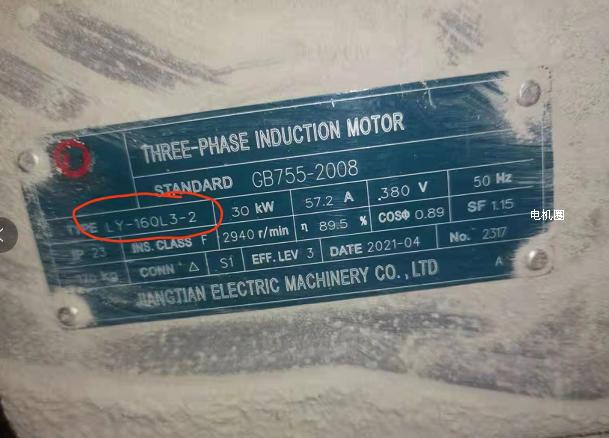 THREE-PHASE INDUCTION MOTOR
STANDARD GB755-2008
TYPE LY-160L3-2 30 kW 57.2 A 380 V 50 Hz
IP 23 INS. CLASS F 2940 r/min η 89.5 % COSΦ 0.89 SF 1.15
kg CONN △ S1 EFF. LEV 3 DATE 2021-04 No. 2317
JIANGTIAN ELECTRIC MACHINERY CO., LTD A
电机圈